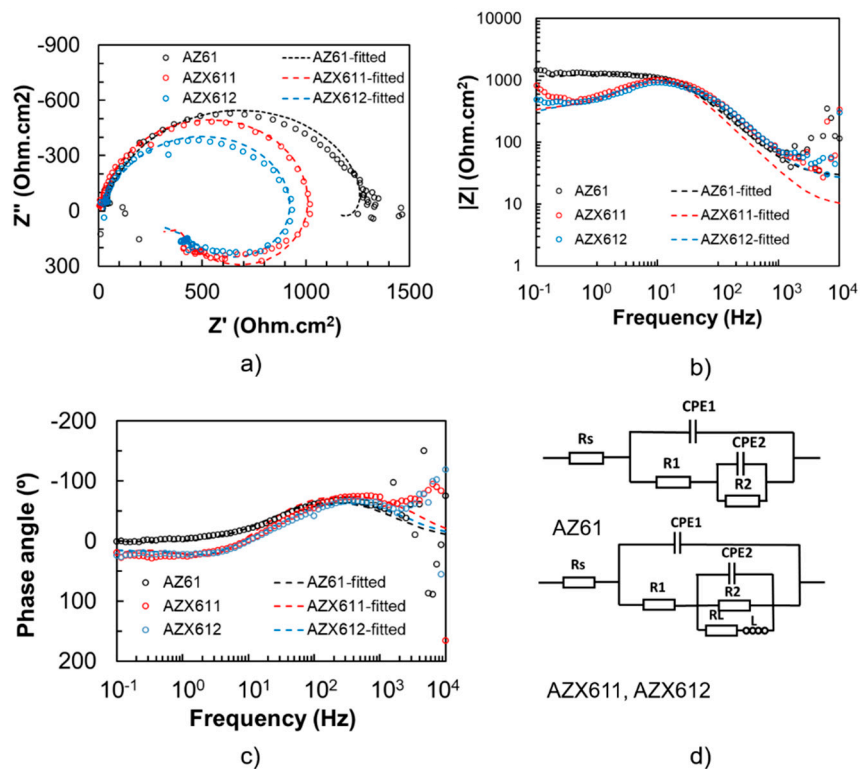 -900
-600
-300
0
300
Z'' (Ohm.cm2)
AZ61
AZX611
AZX612
AZ61-fitted
AZX611-fitted
AZX612-fitted
0 500 1000 1500
Z' (Ohm.cm²)
a)
10000
1000
100
10
1
|Z| (Ohm.cm²)
AZ61
AZX611
AZX612
AZ61-fitted
AZX611-fitted
AZX612-fitted
10⁻¹ 10⁰ 10¹ 10² 10³ 10⁴
Frequency (Hz)
b)
-200
-100
0
100
200
Phase angle (º)
AZ61
AZX611
AZX612
AZ61-fitted
AZX611-fitted
AZX612-fitted
10⁻¹ 10⁰ 10¹ 10² 10³ 10⁴
Frequency (Hz)
c)
CPE1
Rs
CPE2
R1
R2
AZ61
CPE1
CPE2
Rs
R1
R2
RL
L
AZX611, AZX612
d)